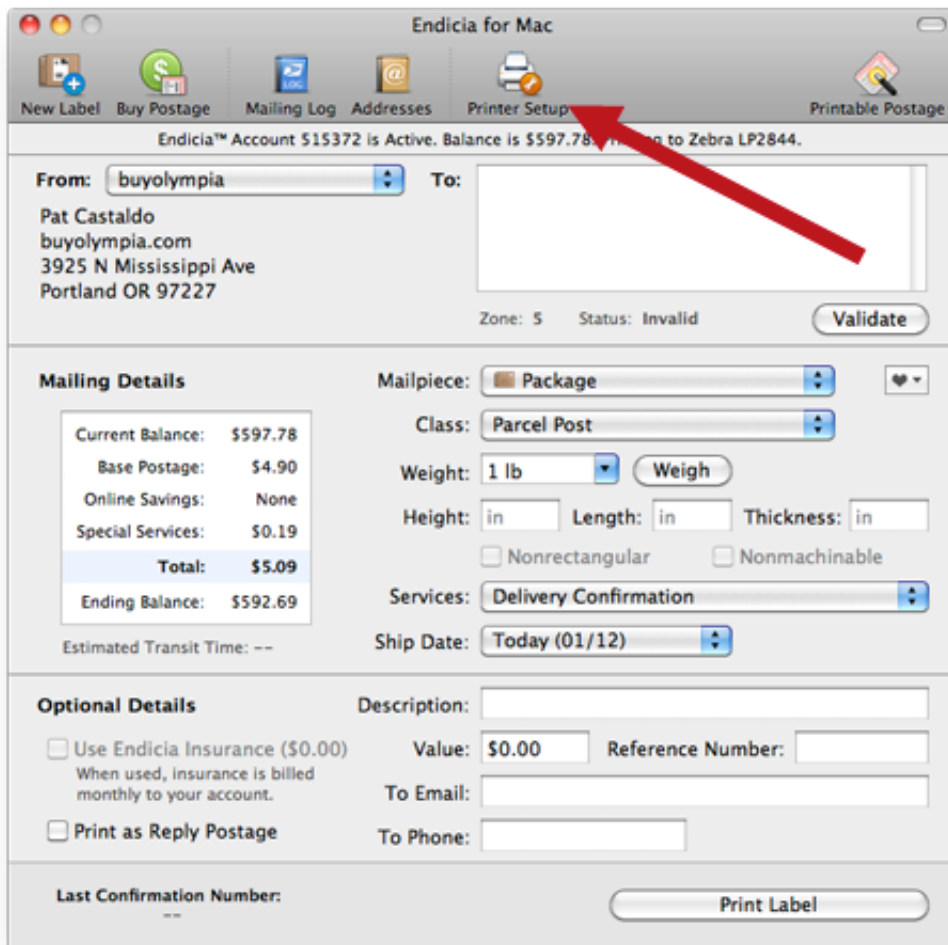 Endicia for Mac
New Label Buy Postage Mailing Log Addresses Printer Setup Printable Postage
LOG
Endicia™ Account 515372 is Active. Balance is $597.78. to Zebra LP2844.
From: buyolympia To:
Pat Castaldo
buyolympia.com
3925 N Mississippi Ave
Portland OR 97227
Zone: 5 Status: Invalid Validate
Mailing Details
Current Balance: $597.78
Base Postage: $4.90
Online Savings: None
Special Services: $0.19
Total: $5.09
Ending Balance: $592.69
Estimated Transit Time: --
Mailpiece: Package
Class: Parcel Post
Weight: 1 lb Weigh
Height: in Length: in Thickness: in
Nonrectangular Nonmachinable
Services: Delivery Confirmation
Ship Date: Today (01/12)
Optional Details
Use Endicia Insurance ($0.00)
When used, insurance is billed
monthly to your account.
Print as Reply Postage
Description:
Value: $0.00 Reference Number:
To Email:
To Phone:
Last Confirmation Number:
--
Print Label